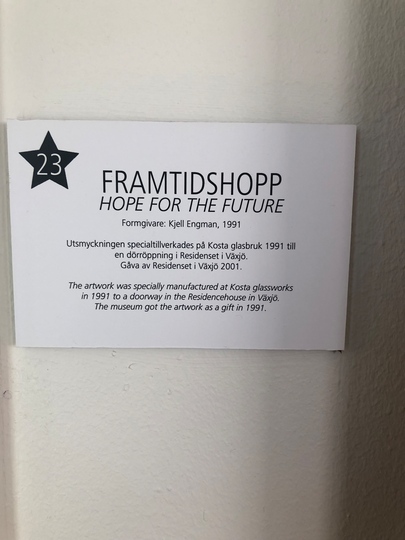 23
FRAMTIDSHOPP
HOPE FOR THE FUTURE
Formgivare: Kjell Engman, 1991
Utsmyckningen specialtillverkades på Kosta glasbruk 1991 till
en dörröppning i Residenset i Växjö.
Gåva av Residenset i Växjö 2001.
The artwork was specially manufactured at Kosta glassworks
in 1991 to a doorway in the Residencehouse in Växjö.
The museum got the artwork as a gift in 1991.